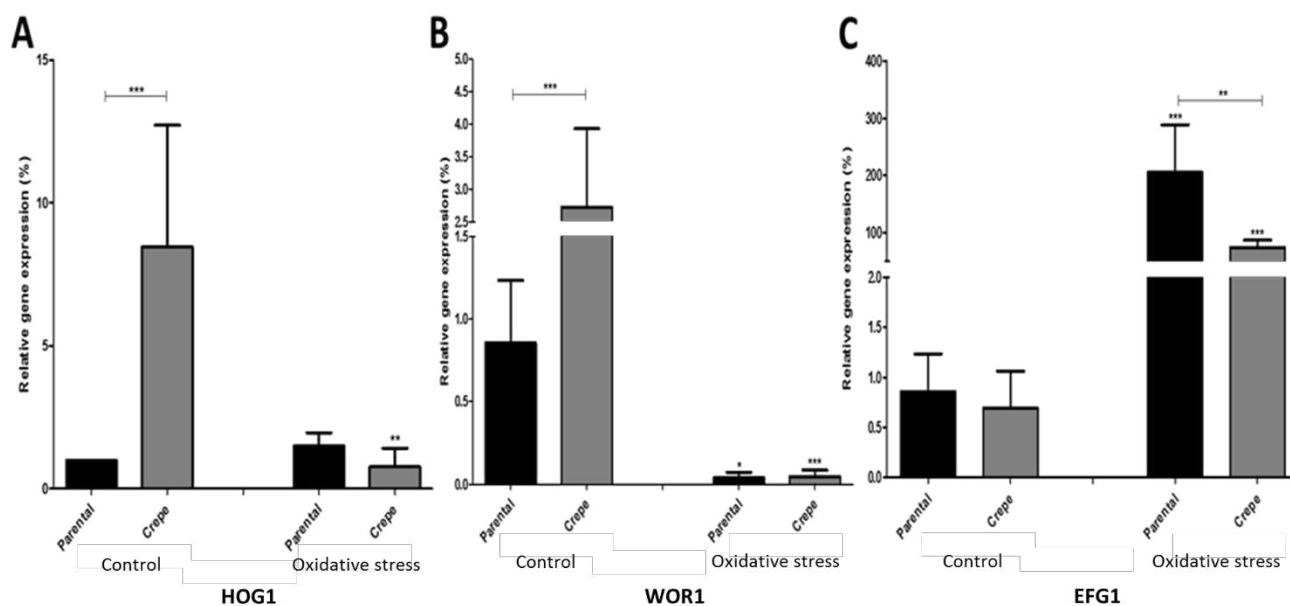 A
Relative gene expression (%)
15
10
5
0
***
**
Parental
Crepe
Parental
Crepe
Control
Oxidative stress
HOG1
B
Relative gene expression (%)
5.0
4.5
4.0
3.5
3.0
2.5
1.5
1.0
0.5
0.0
***
*
***
Parental
Crepe
Parental
Crepe
Control
Oxidative stress
WOR1
C
Relative gene expression (%)
400
300
200
100
2.0
1.5
1.0
0.5
0.0
**
***
***
Parental
Crepe
Parental
Crepe
Control
Oxidative stress
EFG1